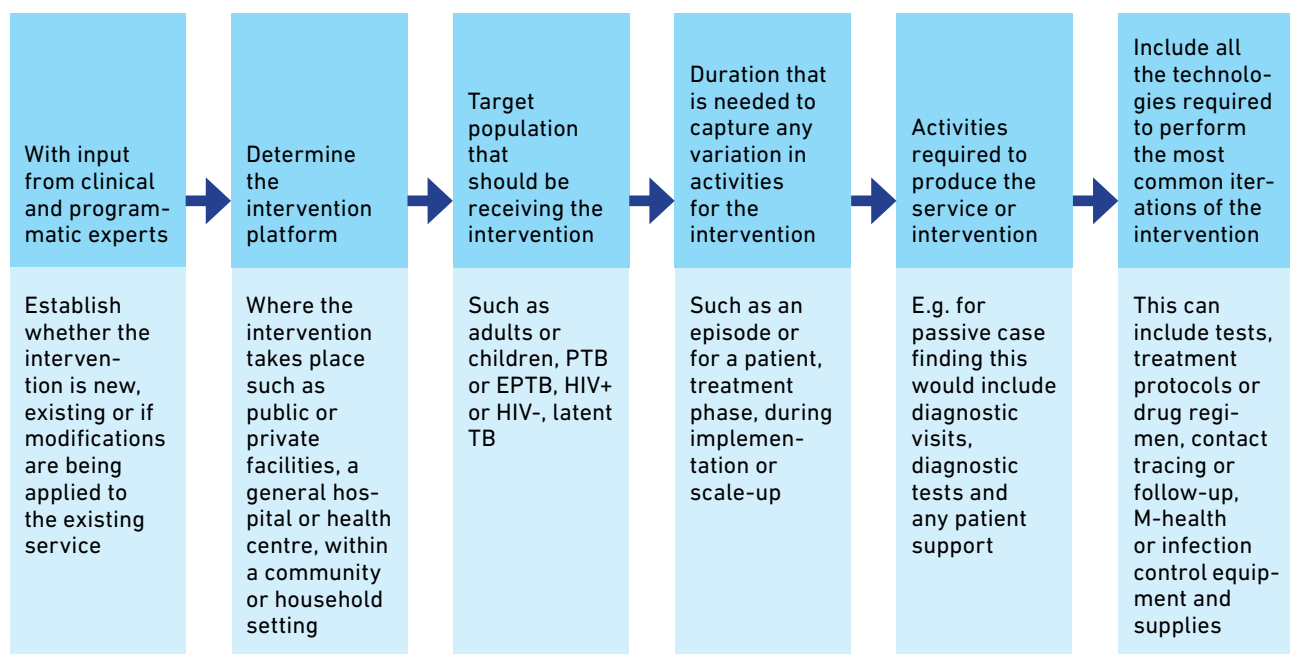 With input
from clinical
and program-
matic experts
Establish
whether the
interven-
tion is new,
existing or if
modifications
are being
applied to
the existing
service
Determine
the
intervention
platform
Where the
intervention
takes place
such as
public or
private
facilities, a
general hos-
pital or health
centre, within
a community
or household
setting
Target
population
that
should be
receiving the
intervention
Such as
adults or
children, PTB
or EPTB, HIV+
or HIV-, latent
TB
Duration that
is needed to
capture any
variation in
activities
for the
intervention
Such as an
episode or
for a patient,
treatment
phase, during
implemen-
tation or
scale-up
Activities
required to
produce the
service or
intervention
E.g. for
passive case
finding this
would include
diagnostic
visits,
diagnostic
tests and
any patient
support
Include all
the technolo-
gies required
to perform
the most
common iter-
ations of the
intervention
This can
include tests,
treatment
protocols or
drug regi-
men, contact
tracing or
follow-up,
M-health
or infection
control equip-
ment and
supplies